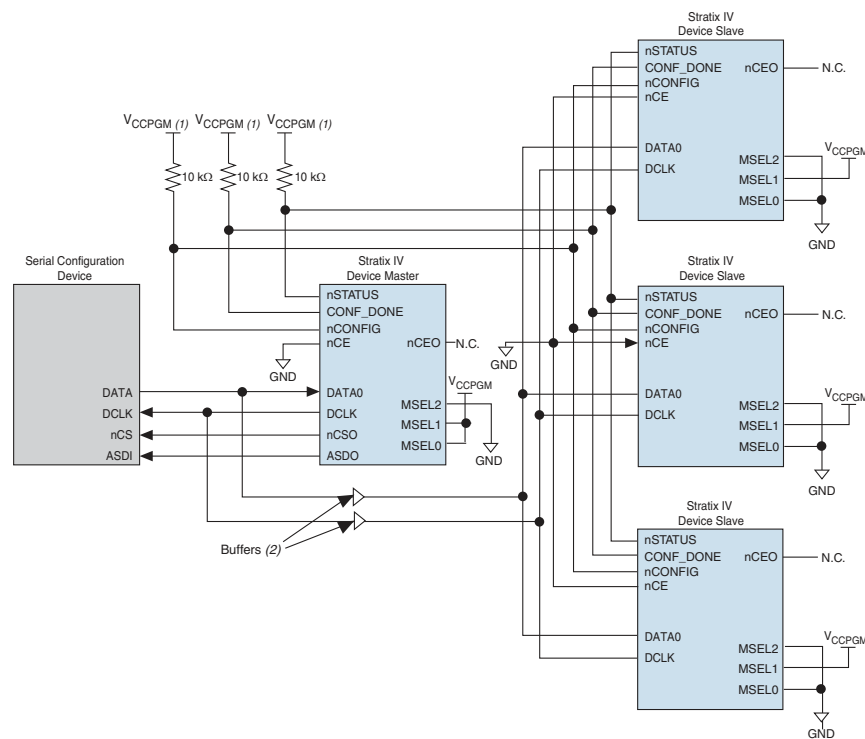 Stratix IV
Device Slave
nSTATUS
CONF_DONE
nCONFIG
nCE
nCEO
N.C.
DATA0
DCLK
MSEL2
MSEL1
MSEL0
VCCPGM
GND
VCCPGM (1)
VCCPGM (1)
VCCPGM (1)
10 kΩ
10 kΩ
10 kΩ
Serial Configuration
Device
DATA
DCLK
nCS
ASDI
Stratix IV
Device Master
nSTATUS
CONF_DONE
nCONFIG
nCE
nCEO
N.C.
GND
DATA0
DCLK
nCSO
ASDO
VCCPGM
MSEL2
MSEL1
MSEL0
GND
Buffers (2)
Stratix IV
Device Slave
nSTATUS
CONF_DONE
nCONFIG
nCE
nCEO
N.C.
GND
DATA0
DCLK
MSEL2
MSEL1
MSEL0
VCCPGM
GND
Stratix IV
Device Slave
nSTATUS
CONF_DONE
nCONFIG
nCE
nCEO
N.C.
DATA0
DCLK
MSEL2
MSEL1
MSEL0
VCCPGM
GND